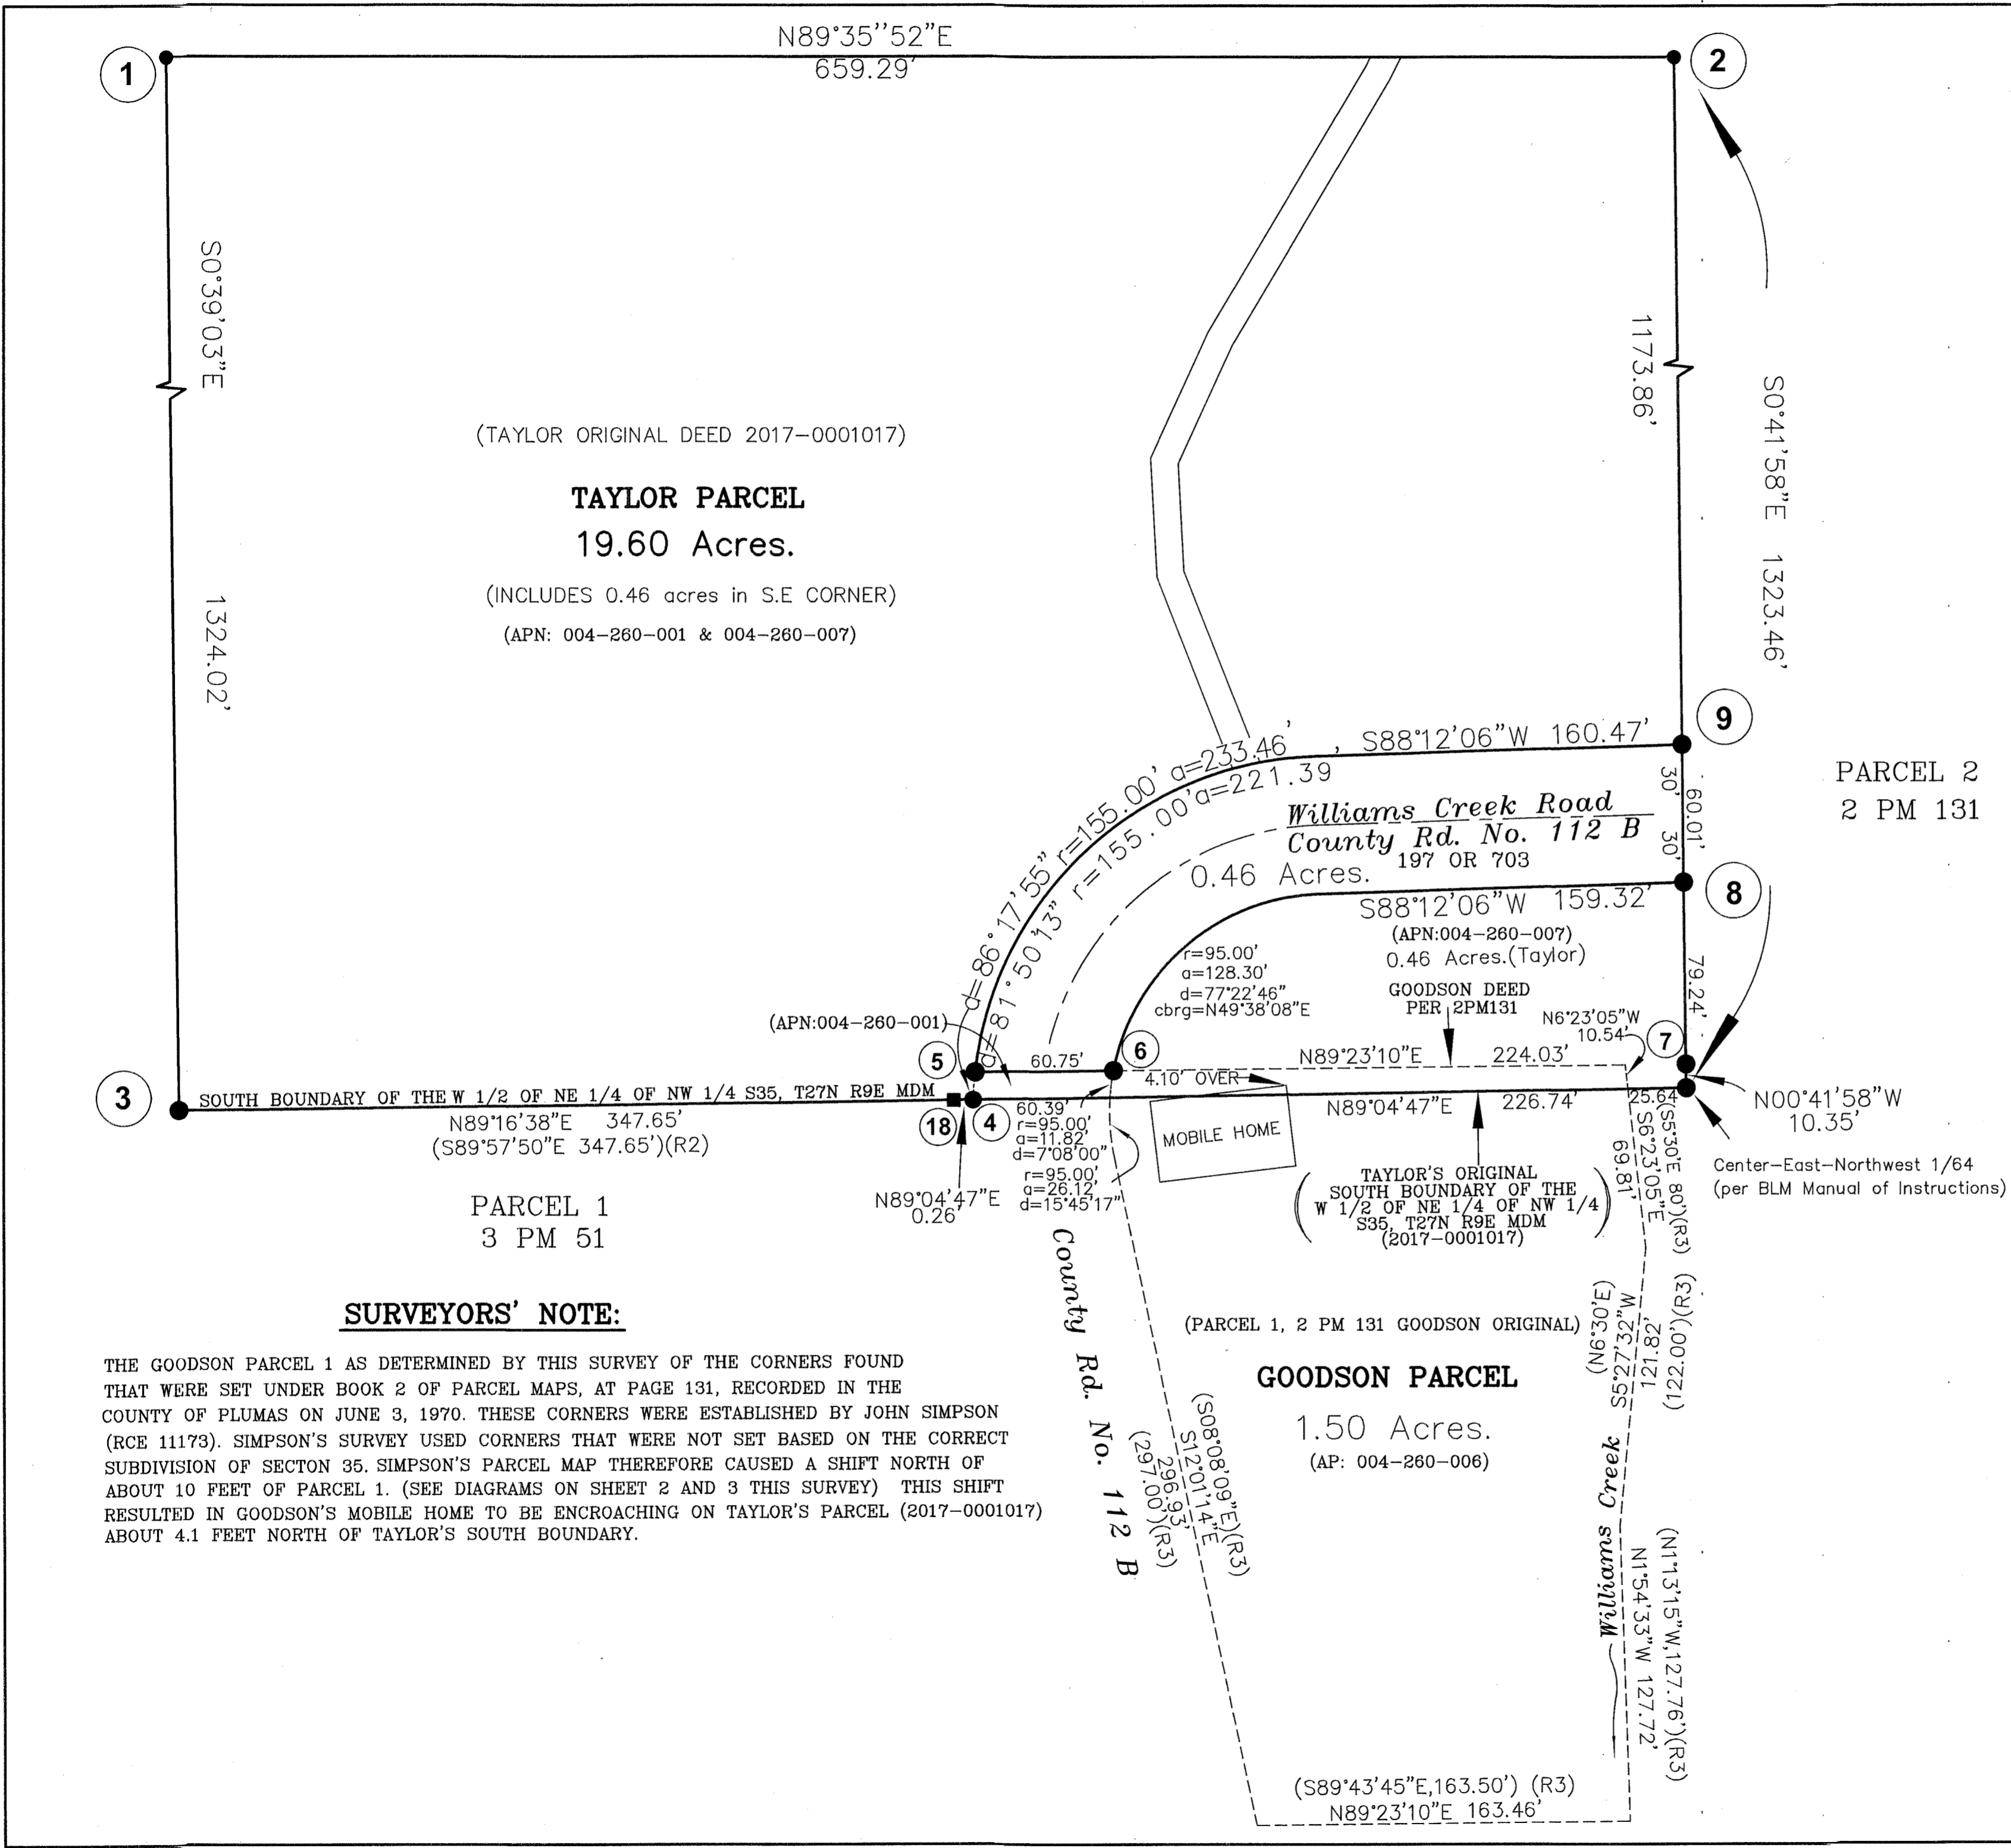 N89°35''52"E
659.29'
1
2
S0°39'03"E
1324.02'
1173.86'
S0°41'58"E 1323.46'
(TAYLOR ORIGINAL DEED 2017-0001017)
TAYLOR PARCEL
19.60 Acres.
(INCLUDES 0.46 acres in S.E CORNER)
(APN: 004-260-001 & 004-260-007)
9
S88°12'06"W 160.47'
d=86°17'55" r=155.00' a=233.46'
d=81°50'13" r=155.00' a=221.39
30'
60.01'
30'
PARCEL 2
2 PM 131
Williams Creek Road
County Rd. No. 112 B
197 OR 703
0.46 Acres.
8
S88°12'06"W 159.32'
(APN:004-260-007)
0.46 Acres.(Taylor)
r=95.00'
a=128.30'
d=77°22'46"
cbrg=N49°38'08"E
79.24'
GOODSON DEED
PER 2PM131
N6°23'05"W
10.54'
7
(APN:004-260-001)
5
60.75'
6
N89°23'10"E 224.03'
4.10' OVER
3
SOUTH BOUNDARY OF THE W 1/2 OF NE 1/4 OF NW 1/4 S35, T27N R9E MDM
N89°16'38"E 347.65'
(S89°57'50"E 347.65')(R2)
18
4
60.39'
r=95.00'
a=11.82'
d=7°08'00"
r=95.00'
a=26.12'
d=15°45'17"
N89°04'47"E
0.26'
MOBILE HOME
N89°04'47"E 226.74'
25.64'
N00°41'58"W
10.35'
Center-East-Northwest 1/64
(per BLM Manual of Instructions)
(S5°30'E 80')(R3)
S6°23'05"E
69.81'
TAYLOR'S ORIGINAL
SOUTH BOUNDARY OF THE
W 1/2 OF NE 1/4 OF NW 1/4
S35, T27N R9E MDM
(2017-0001017)
PARCEL 1
3 PM 51
County Rd. No. 112 B
(PARCEL 1, 2 PM 131 GOODSON ORIGINAL)
GOODSON PARCEL
1.50 Acres.
(AP: 004-260-006)
(N6°30'E)
S5°27'32"W
121.82'
(122.00')(R3)
(S08°08'09"E)(R3)
S12°01'14"E
296.93'
(297.00')(R3)
Williams Creek
(N1°13'15"W,127.76')(R3)
N1°54'33"W 127.72'
(S89°43'45"E,163.50') (R3)
N89°23'10"E 163.46'
SURVEYORS' NOTE:
THE GOODSON PARCEL 1 AS DETERMINED BY THIS SURVEY OF THE CORNERS FOUND
THAT WERE SET UNDER BOOK 2 OF PARCEL MAPS, AT PAGE 131, RECORDED IN THE
COUNTY OF PLUMAS ON JUNE 3, 1970. THESE CORNERS WERE ESTABLISHED BY JOHN SIMPSON
(RCE 11173). SIMPSON'S SURVEY USED CORNERS THAT WERE NOT SET BASED ON THE CORRECT
SUBDIVISION OF SECTON 35. SIMPSON'S PARCEL MAP THEREFORE CAUSED A SHIFT NORTH OF
ABOUT 10 FEET OF PARCEL 1. (SEE DIAGRAMS ON SHEET 2 AND 3 THIS SURVEY) THIS SHIFT
RESULTED IN GOODSON'S MOBILE HOME TO BE ENCROACHING ON TAYLOR'S PARCEL (2017-0001017)
ABOUT 4.1 FEET NORTH OF TAYLOR'S SOUTH BOUNDARY.